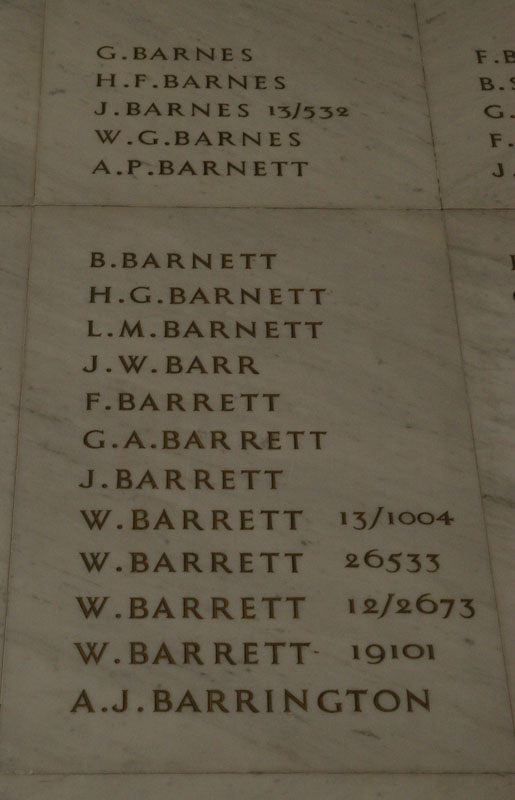 G.BARNES
H.F.BARNES
J.BARNES 13/532
W.G.BARNES
A.P.BARNETT
B.BARNETT
H.G.BARNETT
L.M.BARNETT
J.W.BARR
F.BARRETT
G.A.BARRETT
J.BARRETT
W.BARRETT 13/1004
W.BARRETT 26533
W.BARRETT 12/2673
W.BARRETT 19101
A.J.BARRINGTON